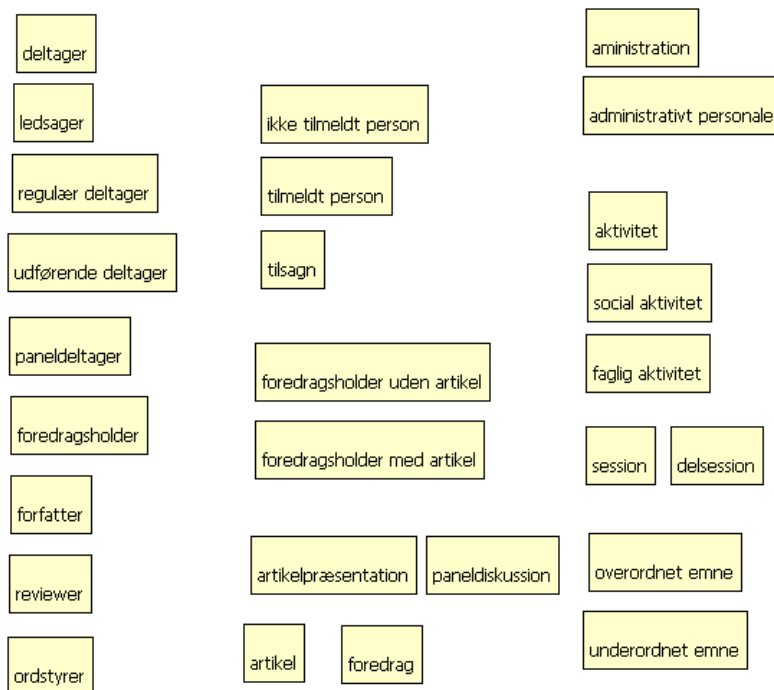 deltager
ledsager
regulær deltager
udførende deltager
paneldeltager
foredragsholder
forfatter
reviewer
ordstyrer
ikke tilmeldt person
tilmeldt person
tilsagn
foredragsholder uden artikel
foredragsholder med artikel
artikelpræsentation
paneldiskussion
artikel
foredrag
aministration
administrativt personale
aktivitet
social aktivitet
faglig aktivitet
session
delsession
overordnet emne
underordnet emne